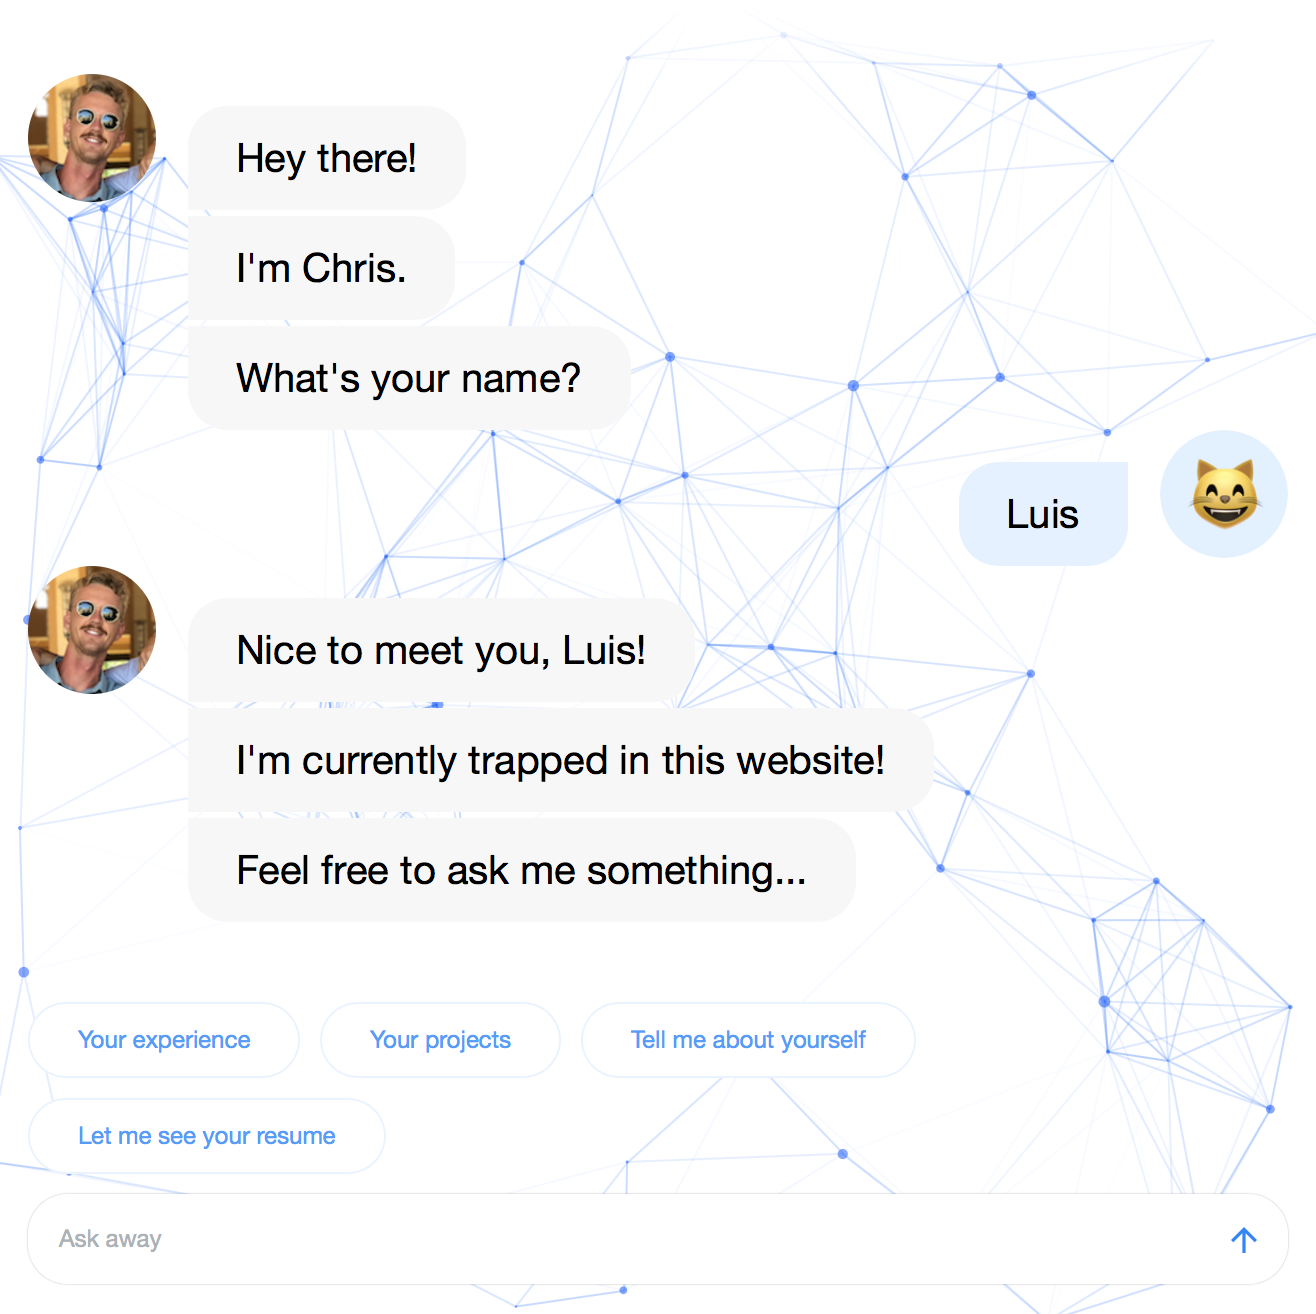 Hey there!
I'm Chris.
What's your name?
Luis
Nice to meet you, Luis!
I'm currently trapped in this website!
Feel free to ask me something...
Your experience
Your projects
Tell me about yourself
Let me see your resume
Ask away